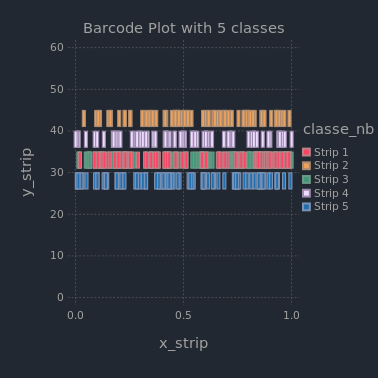 Barcode Plot with 5 classes
60
50
40
30
20
10
0
0.0
0.5
1.0
x_strip
y_strip
classe_nb
Strip 1
Strip 2
Strip 3
Strip 4
Strip 5